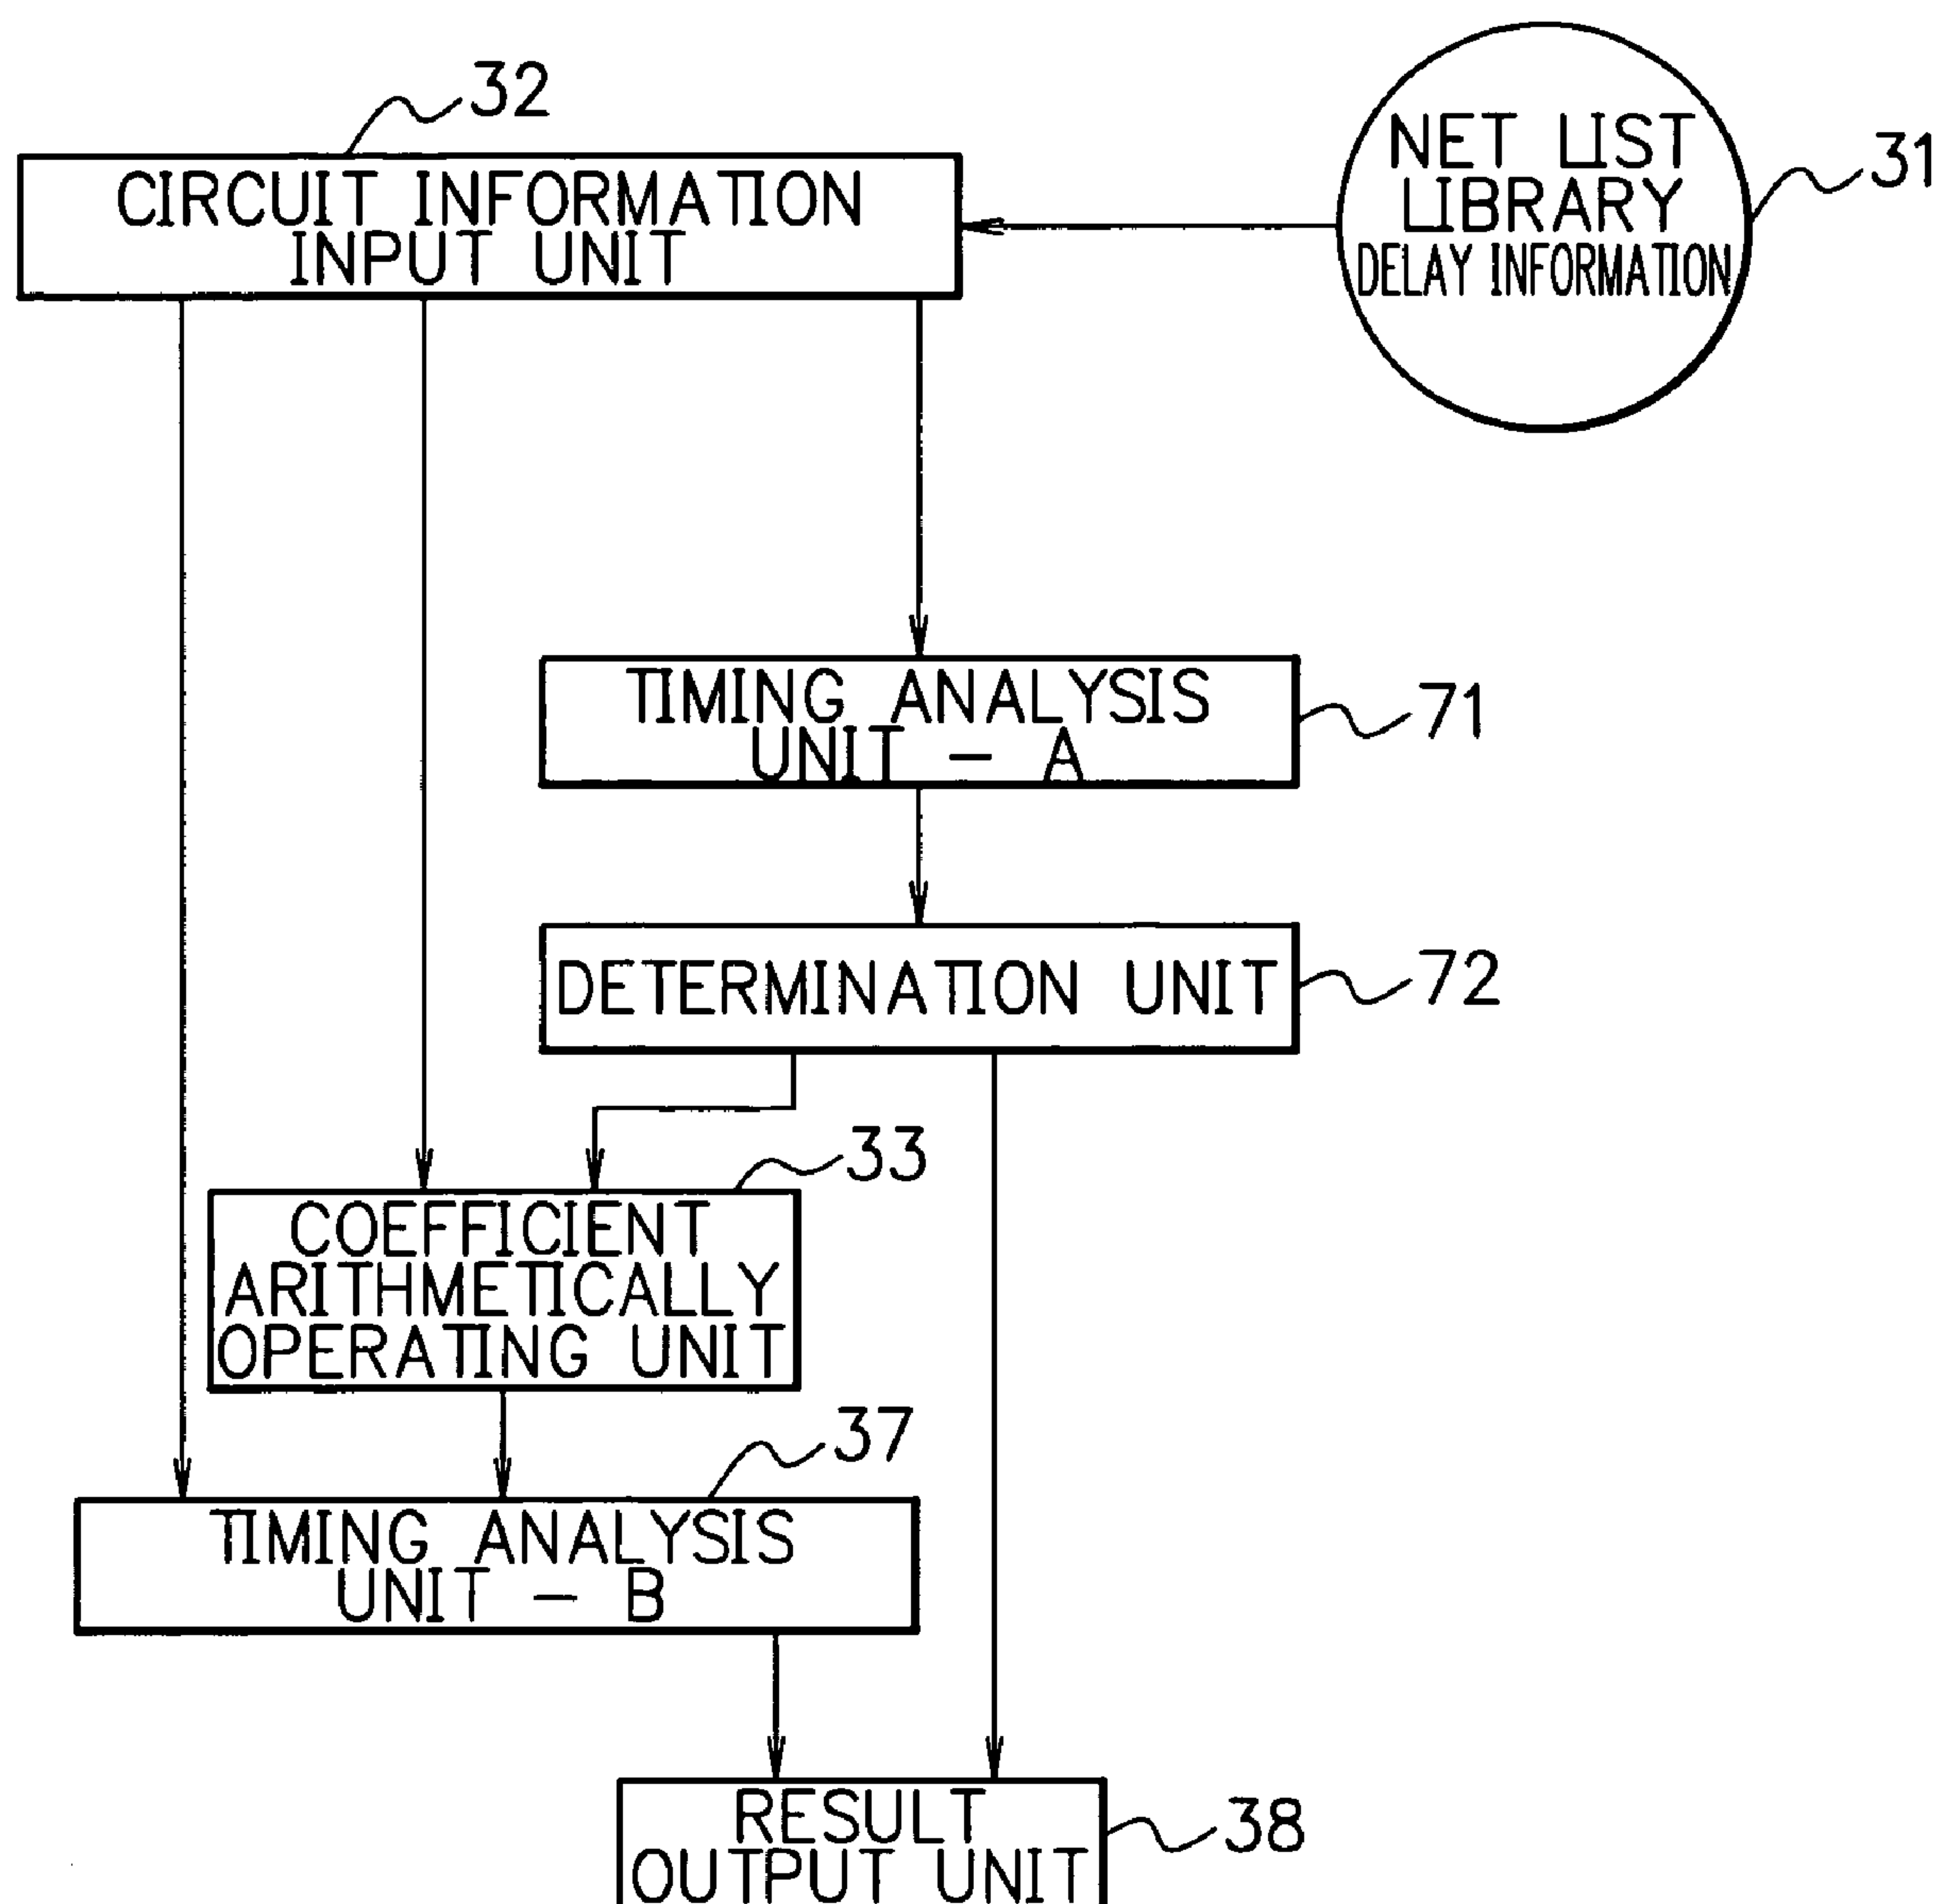 32
CIRCUIT INFORMATION
INPUT UNIT
NET LIST
LIBRARY
DELAY INFORMATION
31
TIMING ANALYSIS
UNIT - A
71
DETERMINATION UNIT
72
33
COEFFICIENT
ARITHMETICALLY
OPERATING UNIT
37
TIMING ANALYSIS
UNIT - B
RESULT
OUTPUT UNIT
38